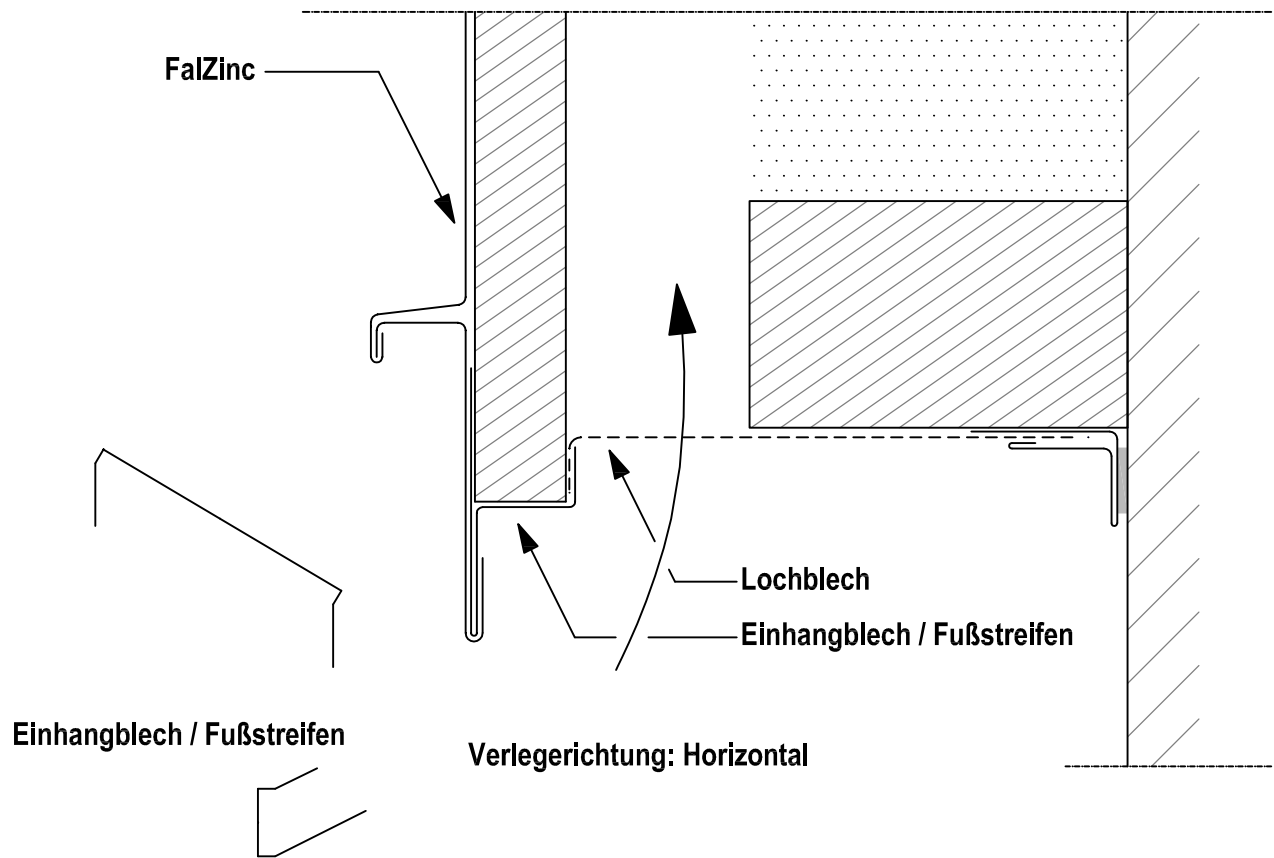 FalZinc
Lochblech
Einhangblech / Fußstreifen
Einhangblech / Fußstreifen
Verlegerichtung: Horizontal